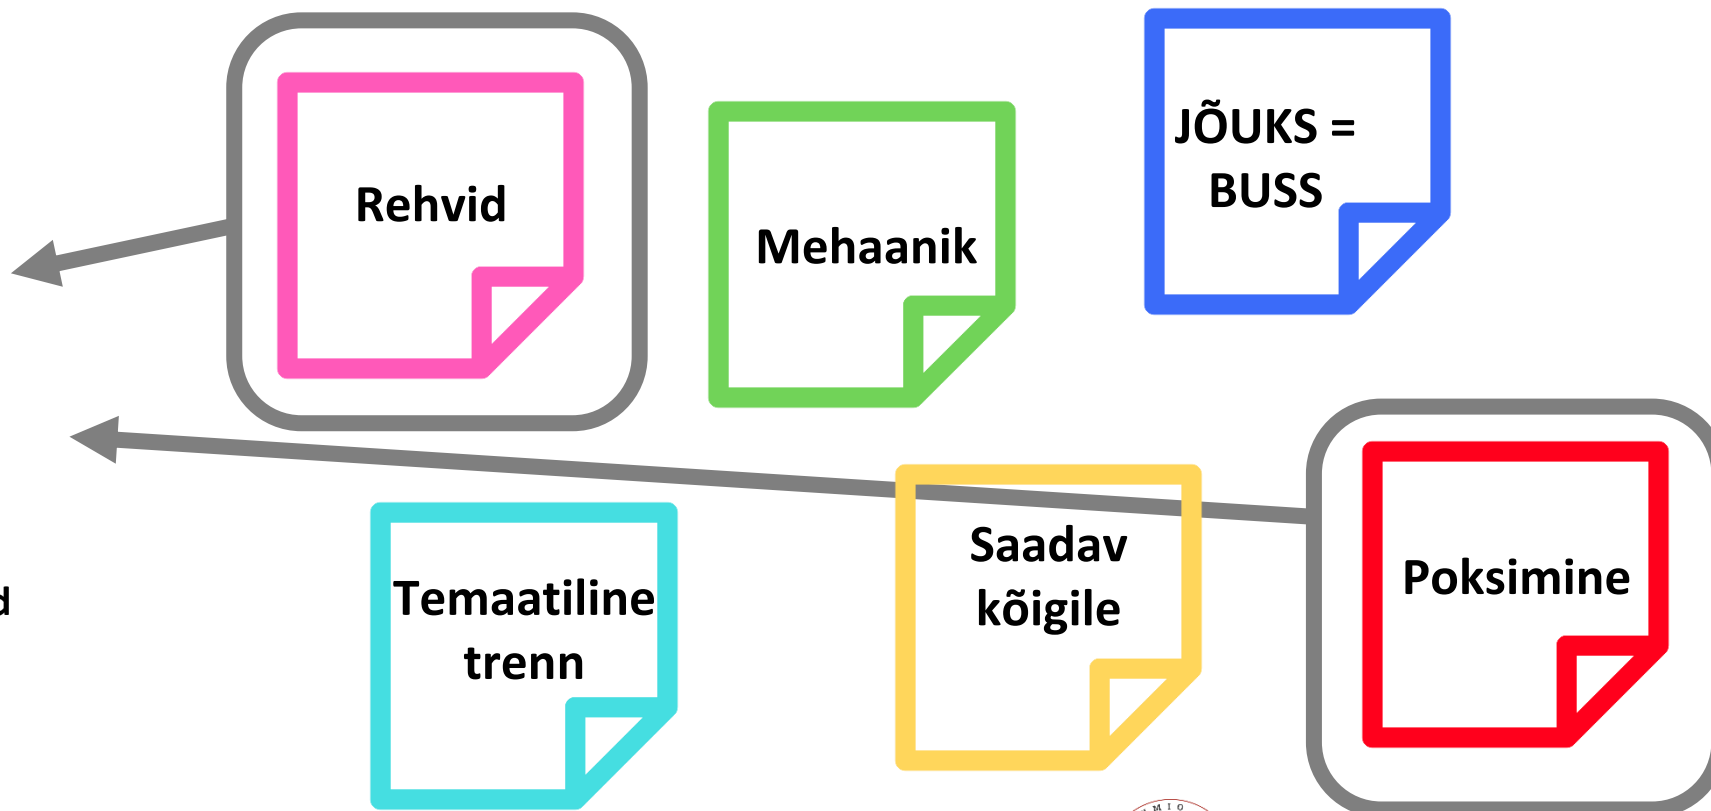 Rehvid
Mehaanik
JÕUKS =
BUSS
Temaatiline
trenn
Saadav
kõigile
Poksimine